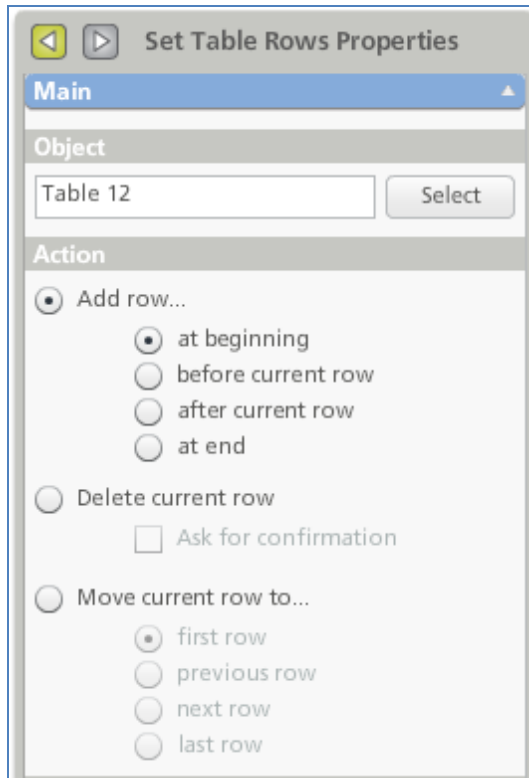 Set Table Rows Properties
Main
Object
Table 12
Select
Action
Add row...
at beginning
before current row
after current row
at end
Delete current row
Ask for confirmation
Move current row to...
first row
previous row
next row
last row